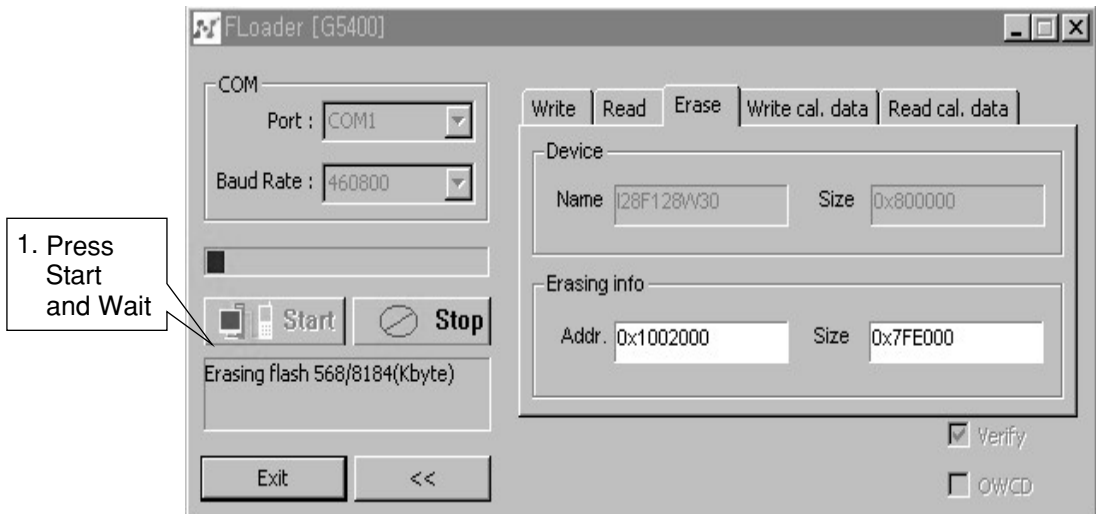 FLoader [G5400]
COM
Port : COM1
Baud Rate : 460800
1. Press
Start
and Wait
Start
Stop
Erasing flash 568/8184(Kbyte)
Exit
<<
Write Read Erase Write cal. data Read cal. data
Device
Name I28F128W30 Size 0x800000
Erasing info
Addr. 0x1002000 Size 0x7FE000
Verify
OWCD